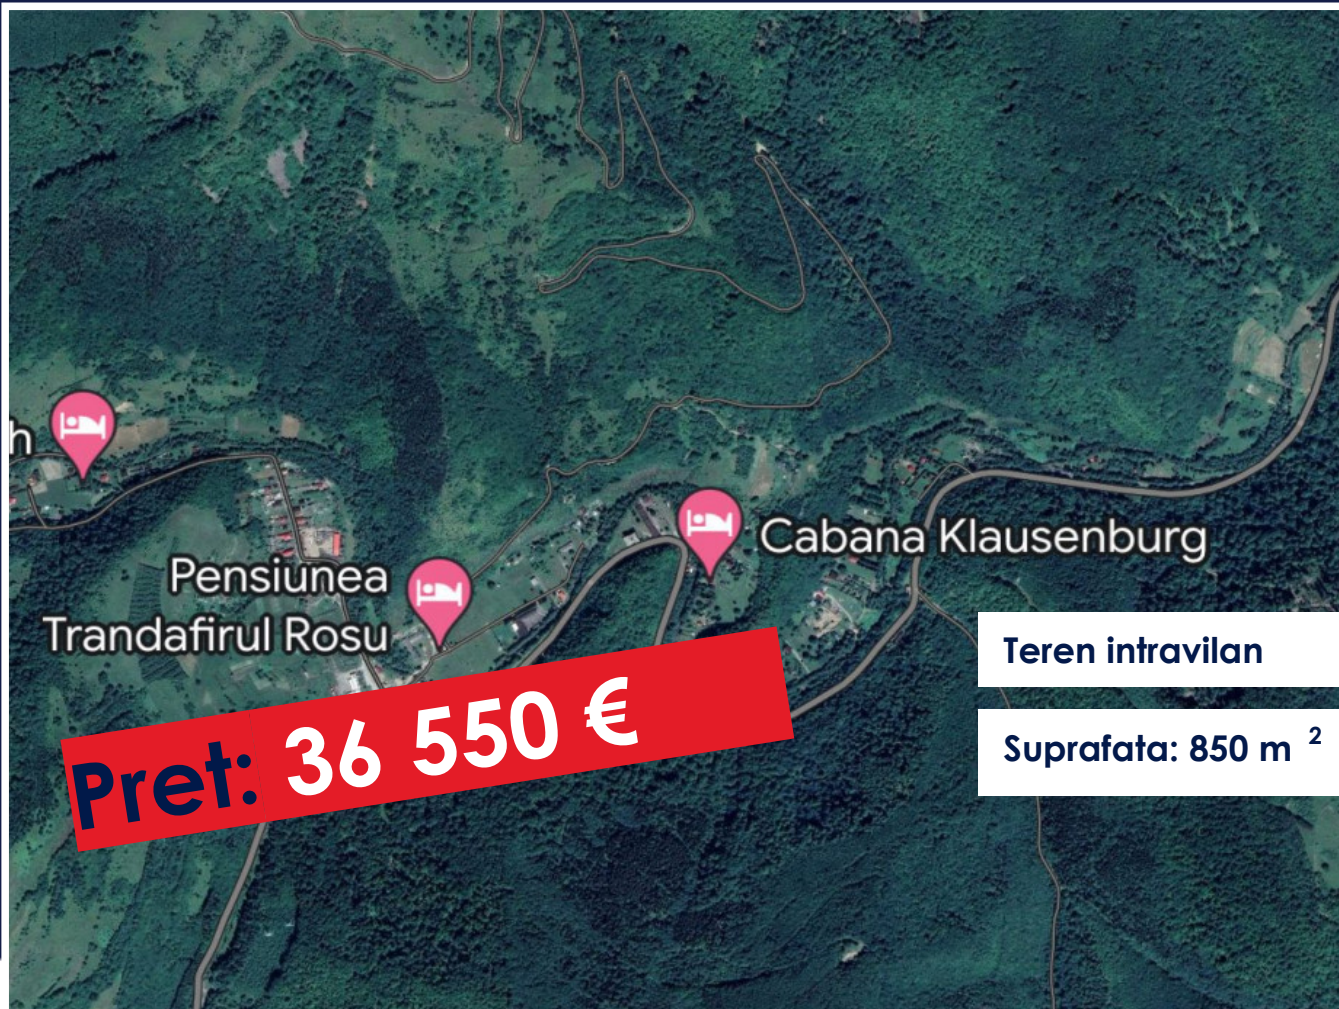 h
Pensiunea
Trandafirul Rosu
Cabana Klausenburg
Teren intravilan
Suprafata: 850 m ²
Pret: 36 550 €